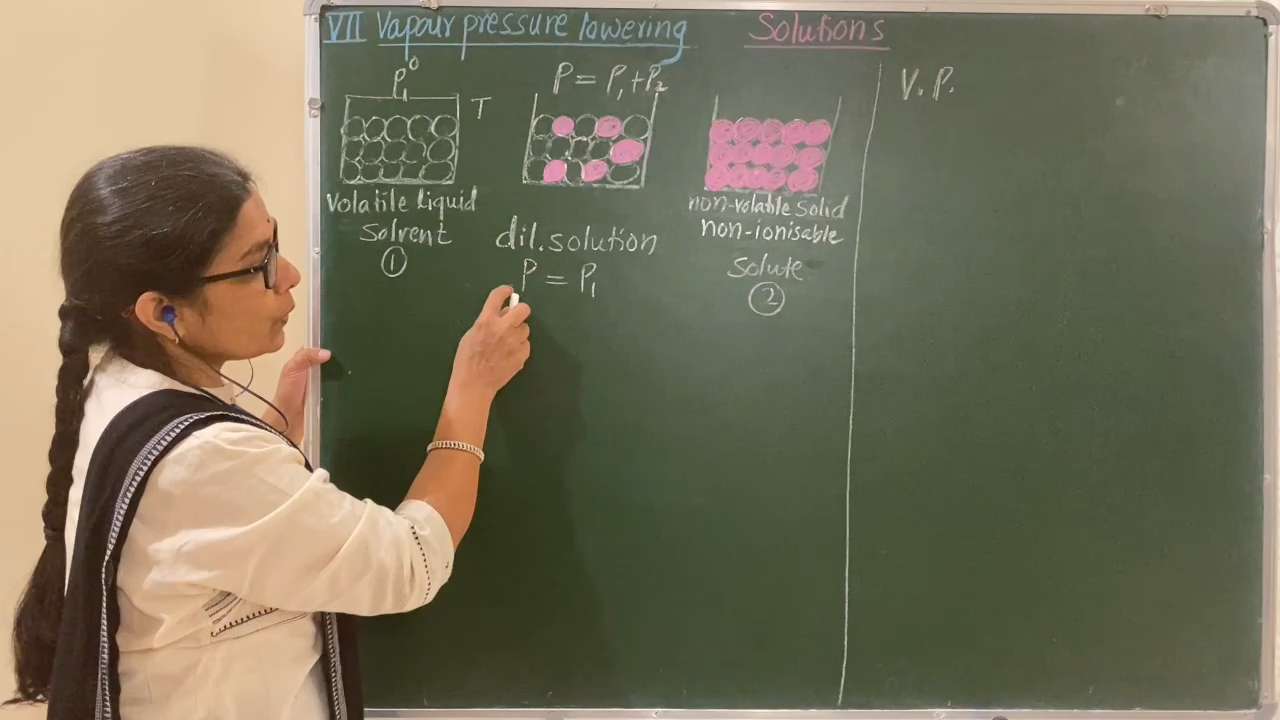 VII Vapour pressure lowering
Solutions
P₁⁰
T
Volatile liquid
Solvent
①
P = P₁ + P₂
dil. solution
P = P₁
non-volatile solid
non-ionisable
Solute
②
V. P.